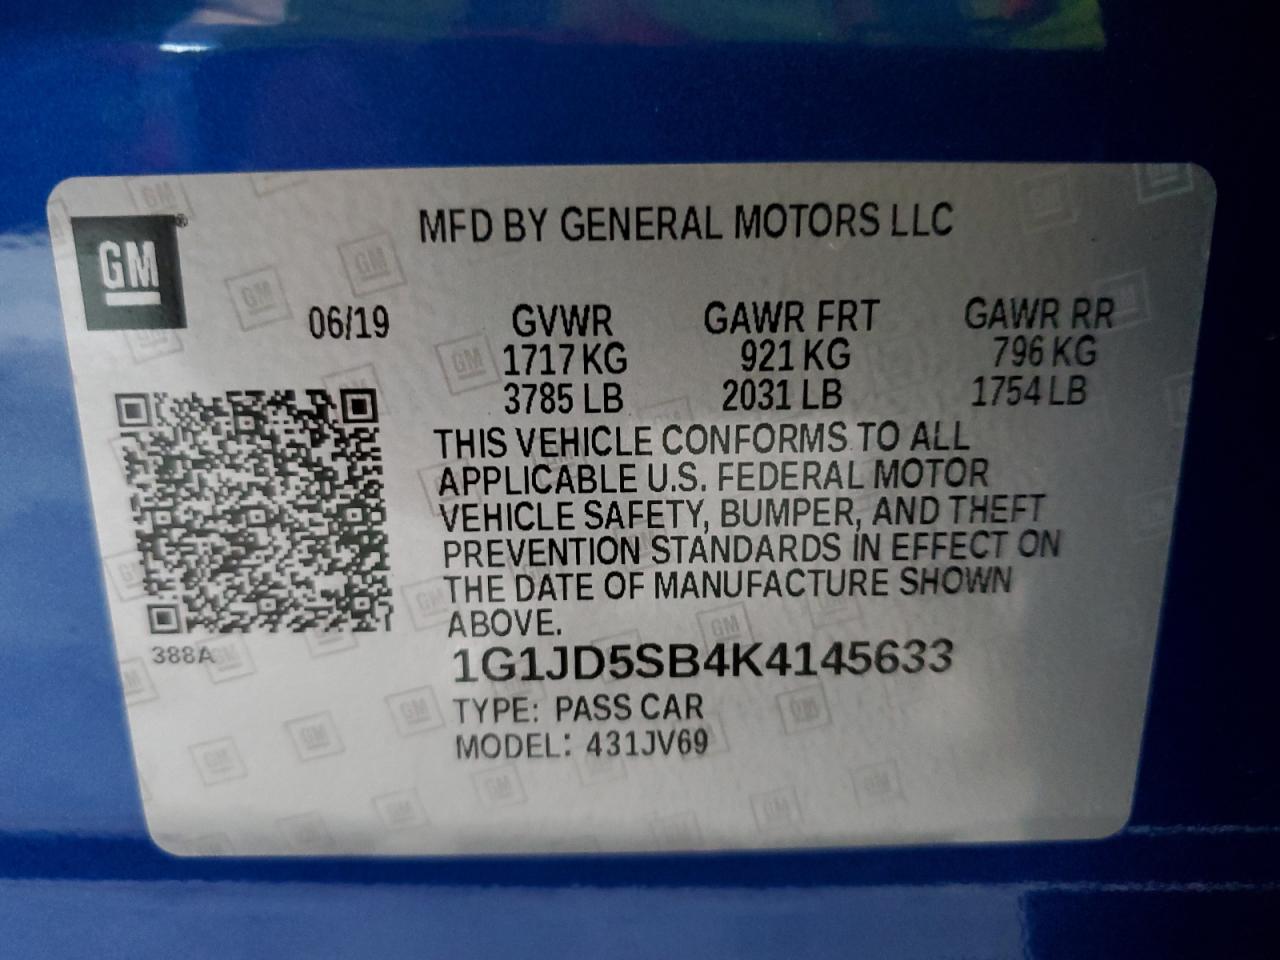 GM®
MFD BY GENERAL MOTORS LLC
06/19 GVWR GAWR FRT GAWR RR
1717 KG 921 KG 796 KG
3785 LB 2031 LB 1754 LB
THIS VEHICLE CONFORMS TO ALL
APPLICABLE U.S. FEDERAL MOTOR
VEHICLE SAFETY, BUMPER, AND THEFT
PREVENTION STANDARDS IN EFFECT ON
THE DATE OF MANUFACTURE SHOWN
ABOVE.
388A
1G1JD5SB4K4145633
TYPE: PASS CAR
MODEL: 431JV69